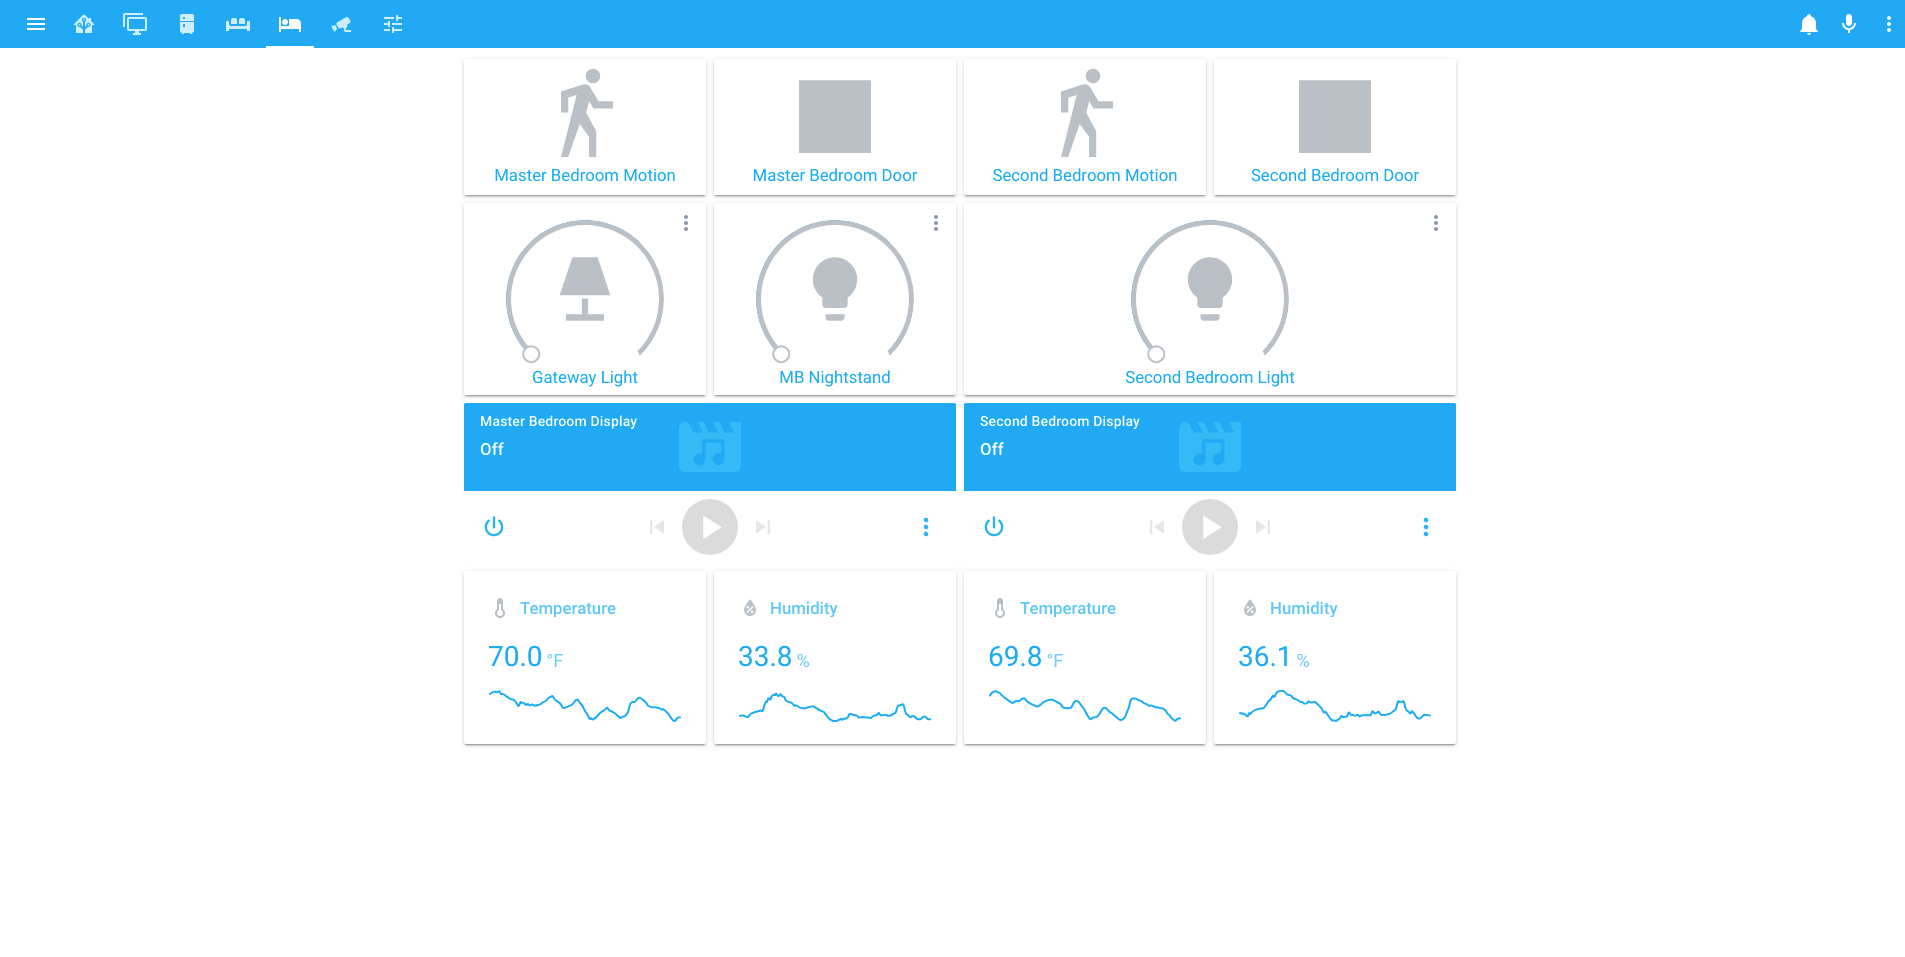 Master Bedroom Motion
Master Bedroom Door
Second Bedroom Motion
Second Bedroom Door
Gateway Light
MB Nightstand
Second Bedroom Light
Master Bedroom Display
Off
Second Bedroom Display
Off
Temperature
70.0 °F
Humidity
33.8 %
Temperature
69.8 °F
Humidity
36.1 %